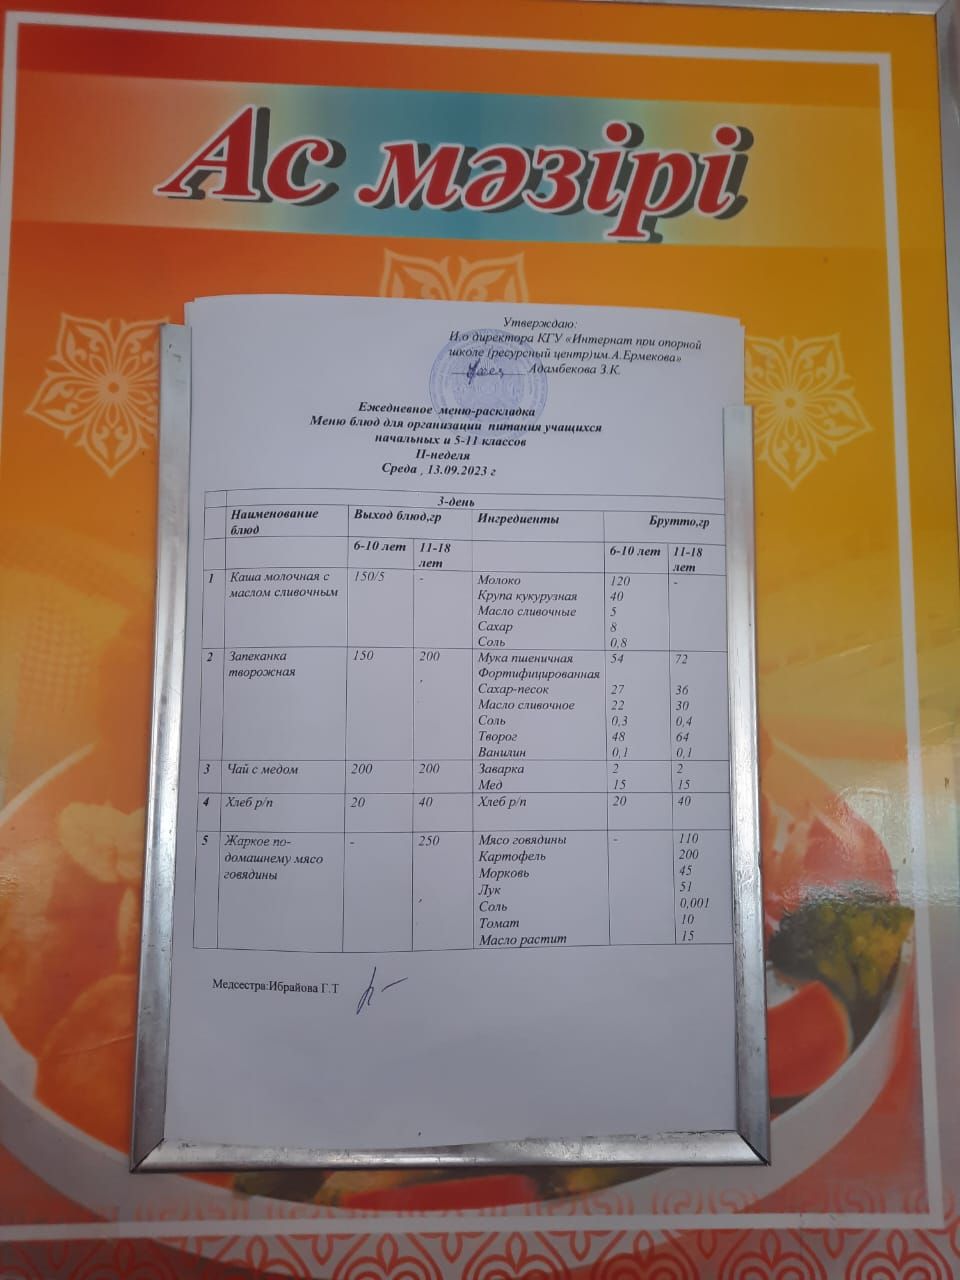 Ас мәзірі
Утверждаю:
И.о директора КГУ «Интернат при опорной
школе (ресурсный центр)им.А.Ермекова»
Адамбекова З.К.
Ежедневное меню-раскладка
Меню блюд для организации питания учащихся
начальных и 5-11 классов
II-неделя
Среда , 13.09.2023 г
3-день
Наименование блюд Выход блюд,гр Ингредиенты Брутто,гр
6-10 лет 11-18 лет 6-10 лет 11-18 лет
1 Каша молочная с 150/5 - Молоко 120 -
маслом сливочным Крупа кукурузная 40
Масло сливочные 5
Сахар 8
Соль 0,8
2 Запеканка 150 200 Мука пшеничная 54 72
творожная Фортифицированная
Сахар-песок 27 36
Масло сливочное 22 30
Соль 0,3 0,4
Творог 48 64
Ванилин 0,1 0,1
3 Чай с медом 200 200 Заварка 2 2
Мед 15 15
4 Хлеб р/п 20 40 Хлеб р/п 20 40
5 Жаркое по- - 250 Мясо говядины - 110
домашнему мясо Картофель 200
говядины Морковь 45
Лук 51
Соль 0,001
Томат 10
Масло растит 15
Медсестра:Ибрайова Г.Т